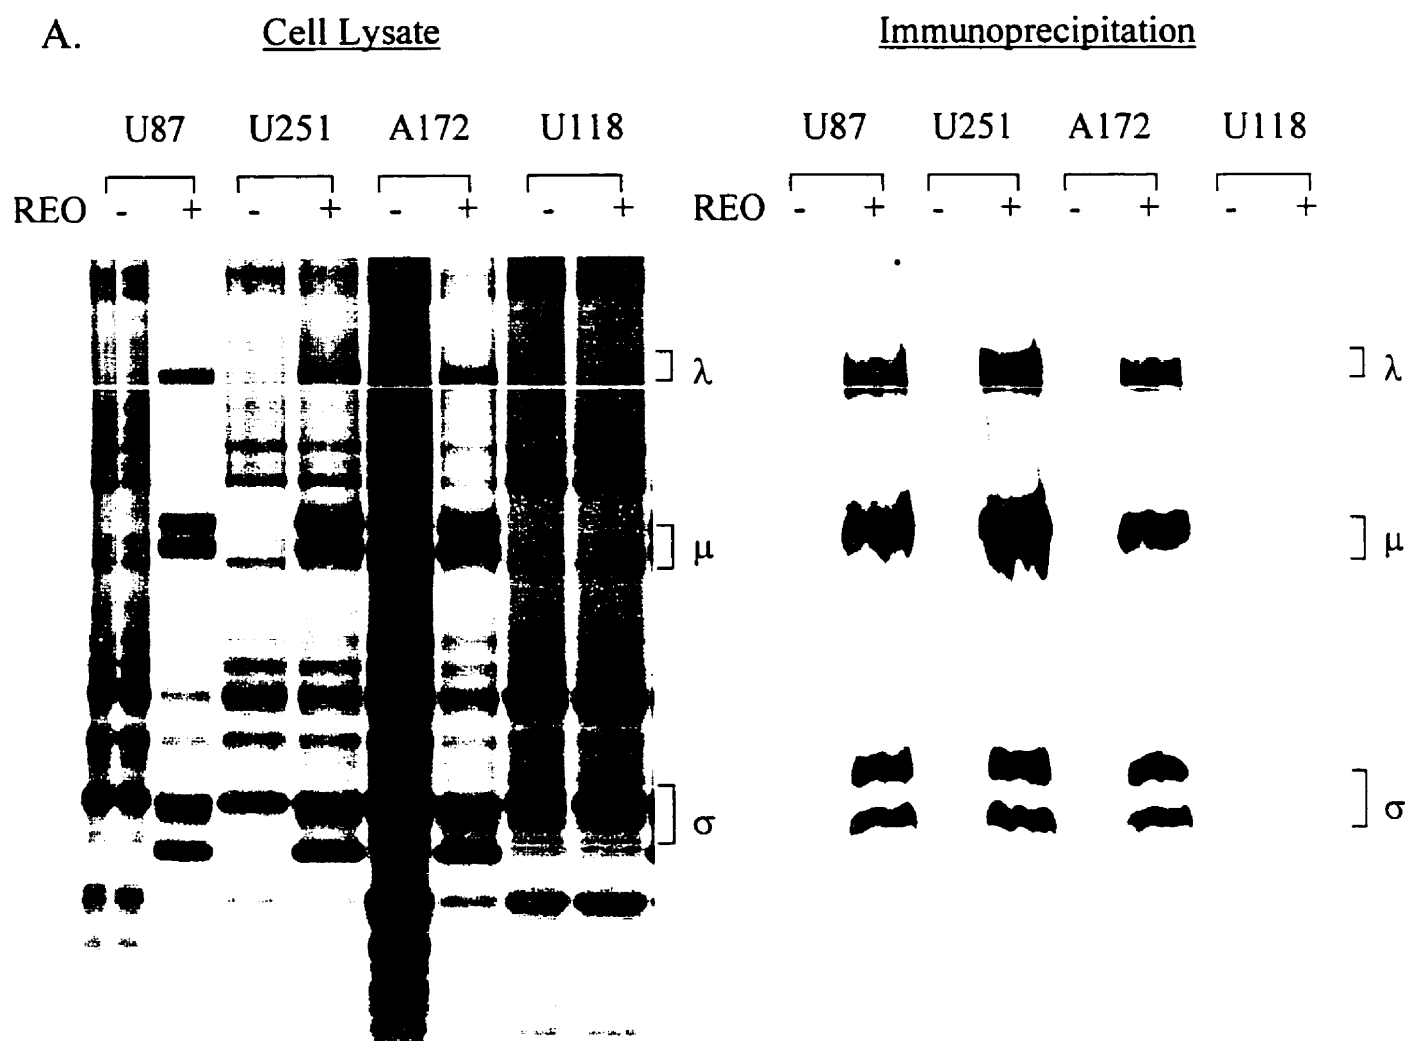 A. Cell Lysate Immunoprecipitation
U87 U251 A172 U118 U87 U251 A172 U118
REO - + - + - + - + REO - + - + - + - +
λ λ
μ μ
σ σ